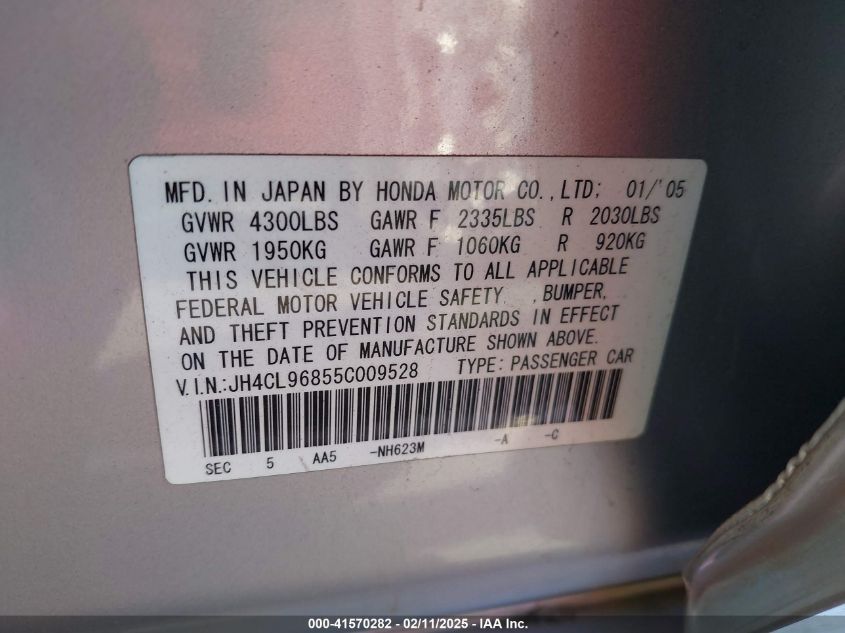 MFD. IN JAPAN BY HONDA MOTOR CO., LTD; 01/'05
GVWR 4300LBS GAWR F 2335LBS R 2030LBS
GVWR 1950KG GAWR F 1060KG R 920KG
THIS VEHICLE CONFORMS TO ALL APPLICABLE
FEDERAL MOTOR VEHICLE SAFETY, , BUMPER,
AND THEFT PREVENTION STANDARDS IN EFFECT
ON THE DATE OF MANUFACTURE SHOWN ABOVE.
V.I.N.:JH4CL96855C009528 TYPE: PASSENGER CAR
SEC 5 AA5 -NH623M -A -C
000-41570282 - 02/11/2025 - IAA Inc.